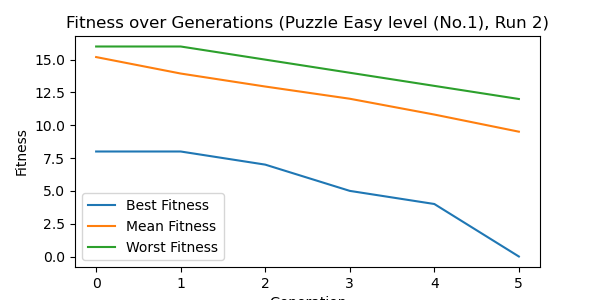 Fitness over Generations (Puzzle Easy level (No.1), Run 2)
Fitness
15.0
12.5
10.0
7.5
5.0
2.5
0.0
Best Fitness
Mean Fitness
Worst Fitness
0 1 2 3 4 5
Generation